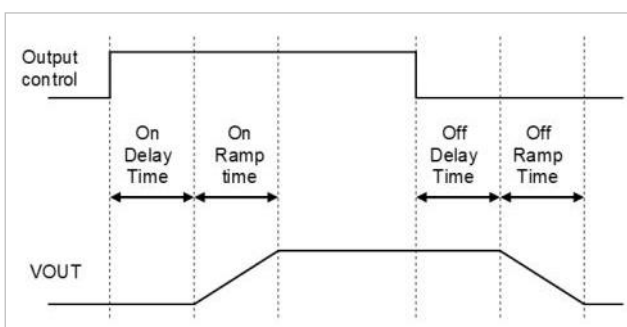 Output
control
On
Delay
Time
On
Ramp
time
Off
Delay
Time
Off
Ramp
Time
VOUT